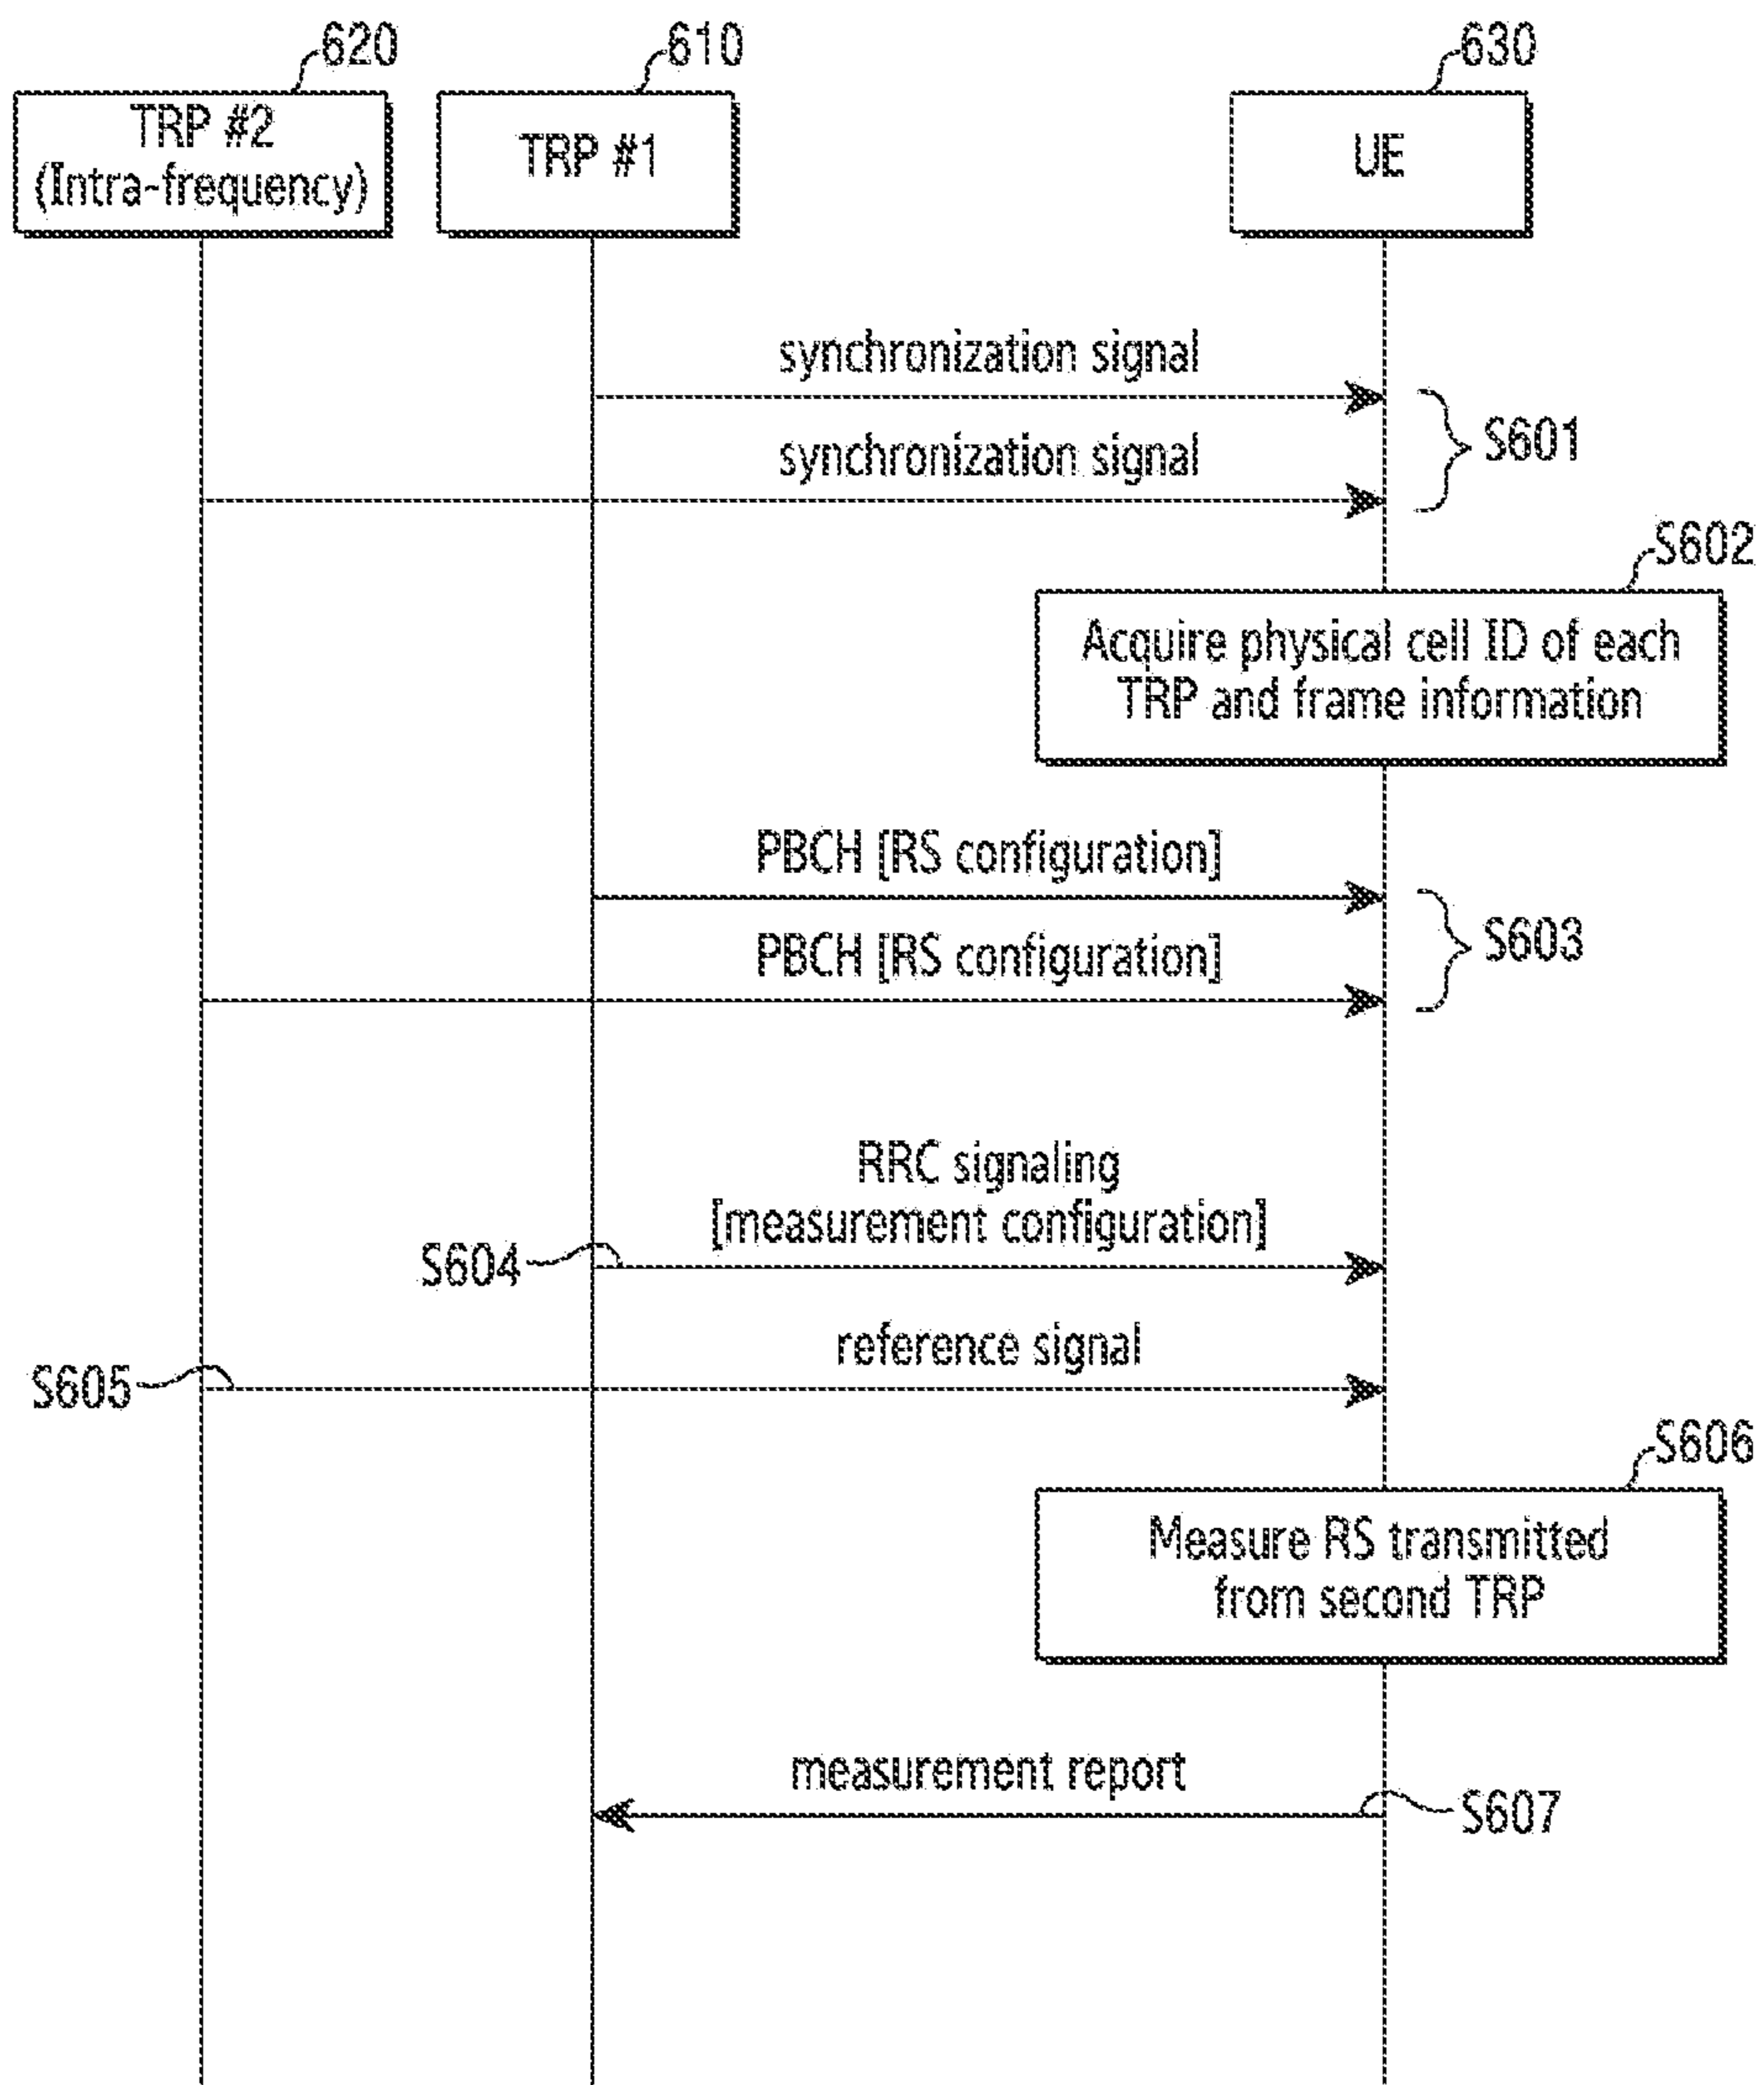 620
610
630
TRP #2
(Intra-frequency)
TRP #1
UE
synchronization signal
synchronization signal
S601
S602
Acquire physical cell ID of each
TRP and frame information
PBCH [RS configuration]
PBCH [RS configuration]
S603
RRC signaling
[measurement configuration]
S604
reference signal
S605
S606
Measure RS transmitted
from second TRP
measurement report
S607